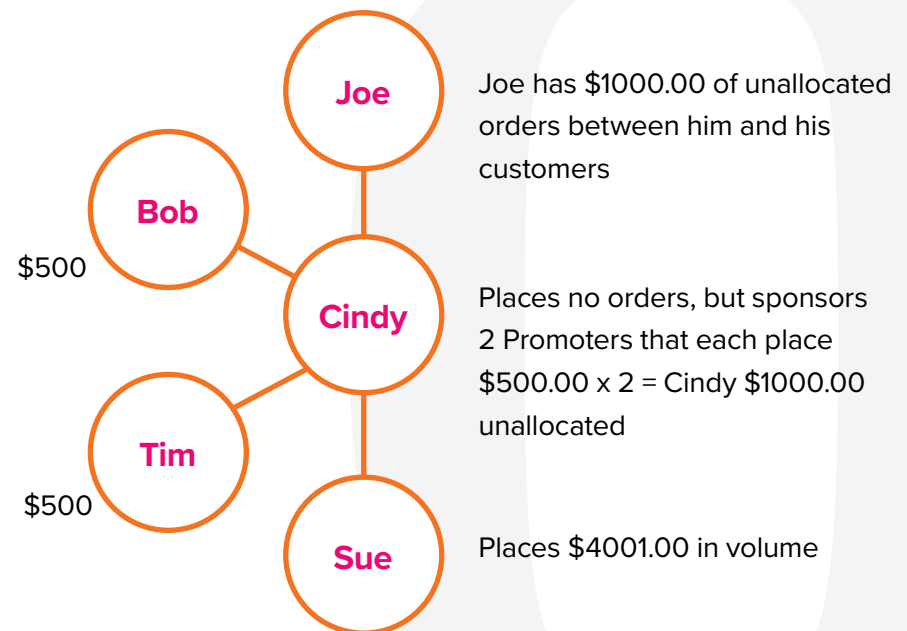 Joe
Joe has $1000.00 of unallocated
orders between him and his
customers
Bob
$500
Cindy
Places no orders, but sponsors
2 Promoters that each place
$500.00 x 2 = Cindy $1000.00
unallocated
Tim
$500
Sue
Places $4001.00 in volume